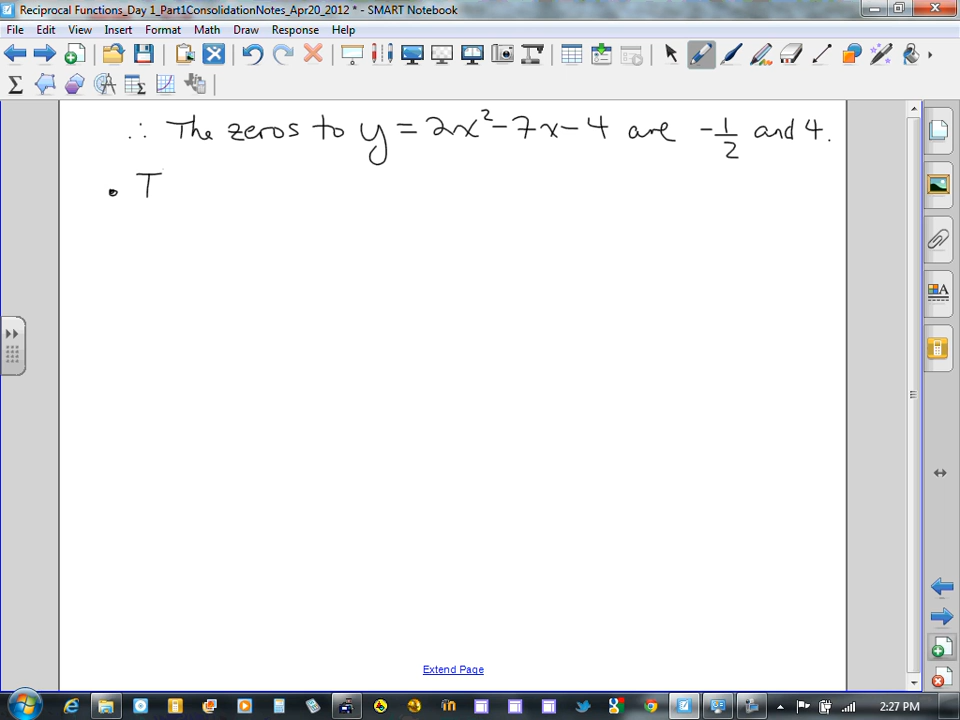 Reciprocal Functions_Day 1_Part1ConsolidationNotes_Apr20_2012 * - SMART Notebook
File Edit View Insert Format Math Draw Response Help
∴ The zeros to y = 2x² - 7x - 4 are -1/2 and 4.
• T
Extend Page
2:27 PM